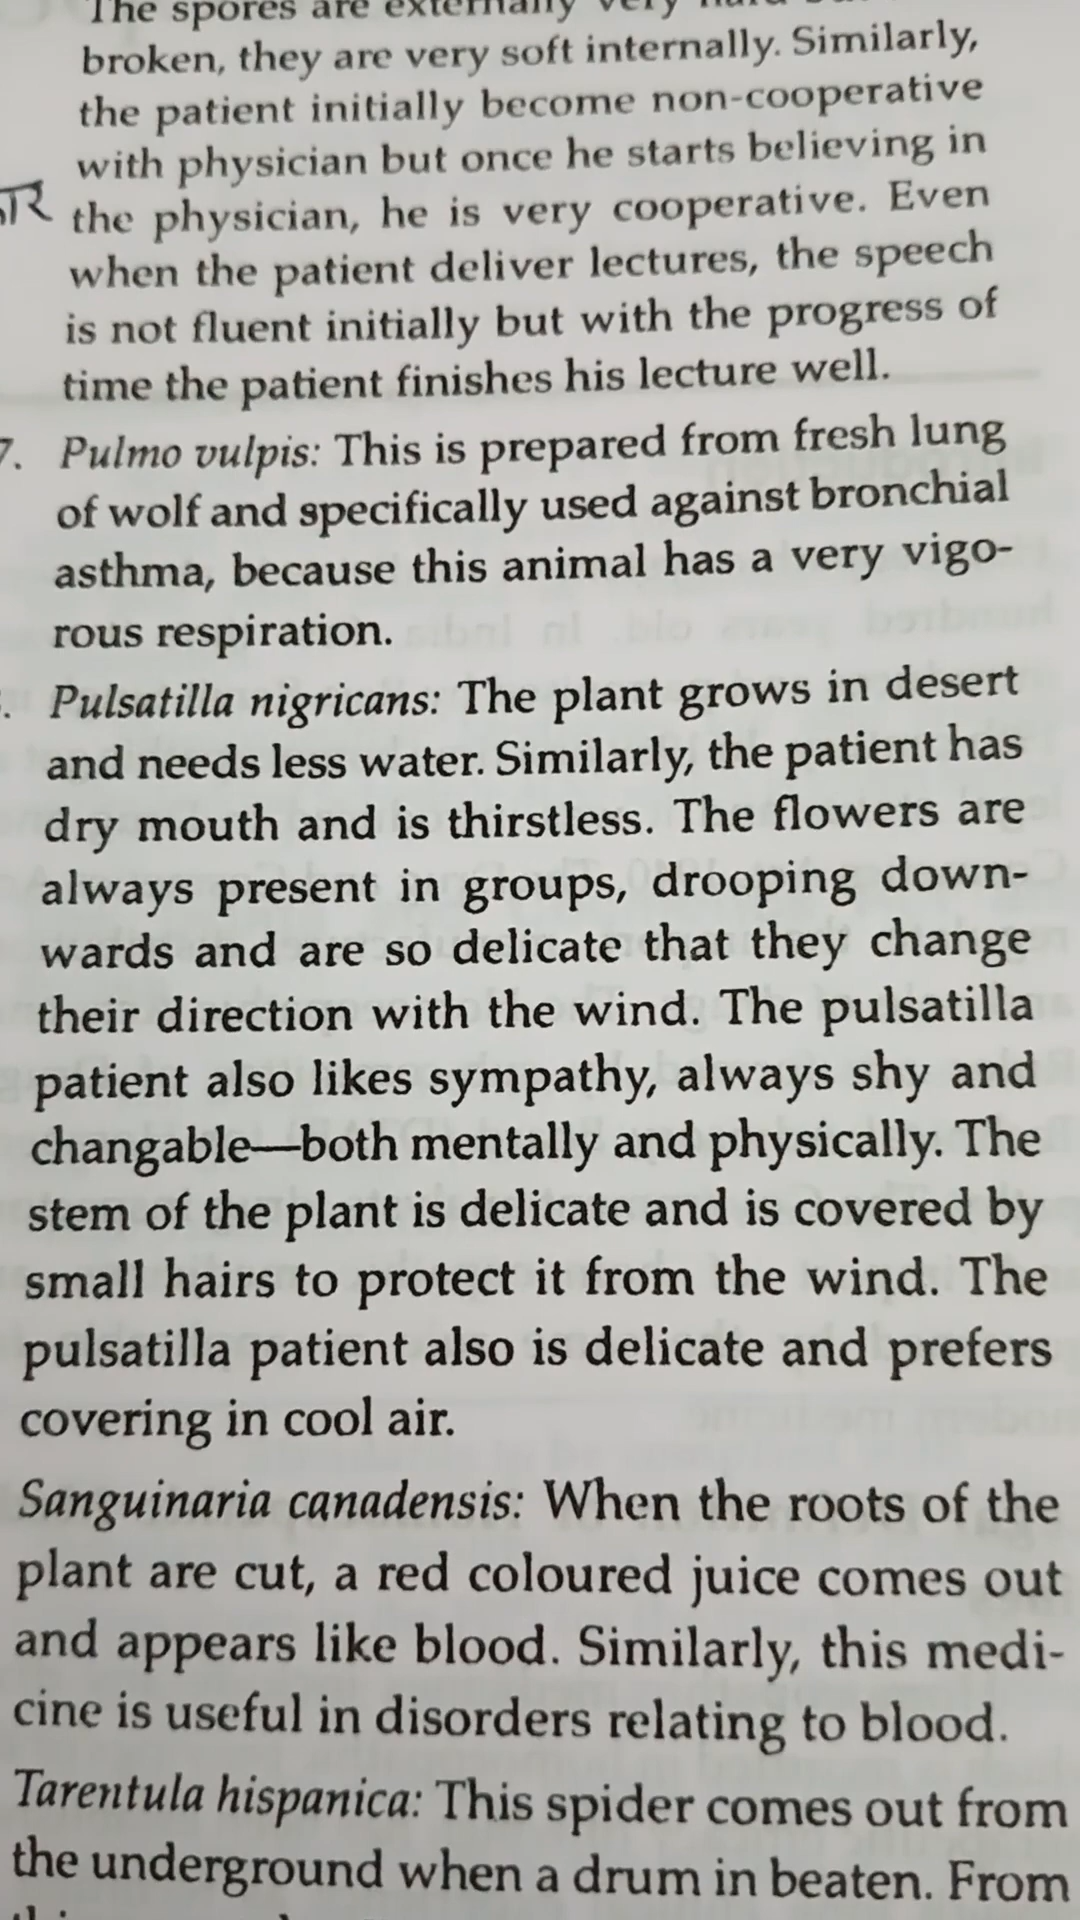 The spores are externally very
broken, they are very soft internally. Similarly,
the patient initially become non-cooperative
with physician but once he starts believing in
the physician, he is very cooperative. Even
when the patient deliver lectures, the speech
is not fluent initially but with the progress of
time the patient finishes his lecture well.
7. Pulmo vulpis: This is prepared from fresh lung
of wolf and specifically used against bronchial
asthma, because this animal has a very vigo-
rous respiration.
. Pulsatilla nigricans: The plant grows in desert
and needs less water. Similarly, the patient has
dry mouth and is thirstless. The flowers are
always present in groups, drooping down-
wards and are so delicate that they change
their direction with the wind. The pulsatilla
patient also likes sympathy, always shy and
changable—both mentally and physically. The
stem of the plant is delicate and is covered by
small hairs to protect it from the wind. The
pulsatilla patient also is delicate and prefers
covering in cool air.
Sanguinaria canadensis: When the roots of the
plant are cut, a red coloured juice comes out
and appears like blood. Similarly, this medi-
cine is useful in disorders relating to blood.
Tarentula hispanica: This spider comes out from
the underground when a drum in beaten. From